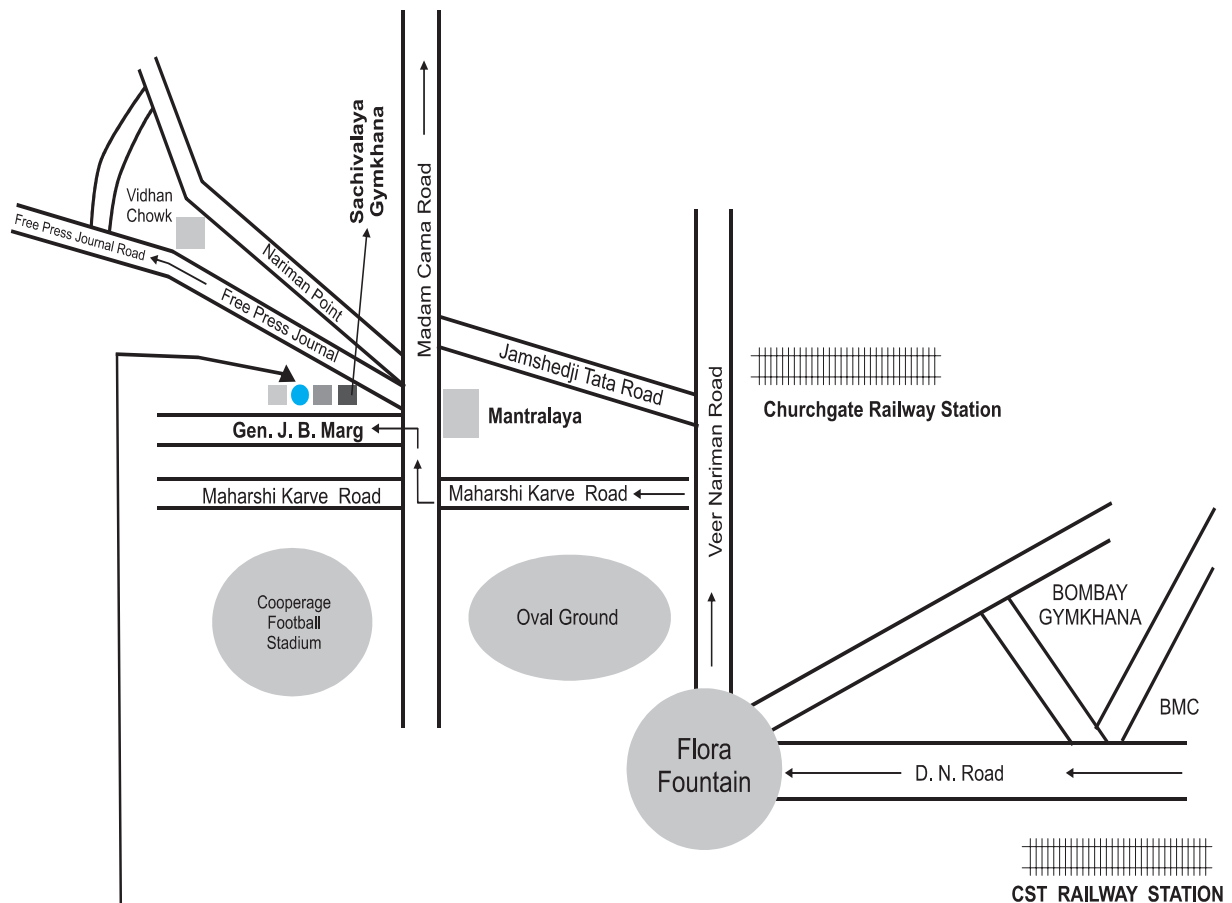 Sachivalaya
Gymkhana
Madam Cama Road
Vidhan
Chowk
Free Press Journal Road
Nariman Point
Free Press Journal
Jamshedji Tata Road
Veer Nariman Road
Churchgate Railway Station
Mantralaya
Gen. J. B. Marg
Maharshi Karve Road
Maharshi Karve Road
Cooperage
Football
Stadium
Oval Ground
BOMBAY
GYMKHANA
BMC
Flora
Fountain
D. N. Road
CST RAILWAY STATION